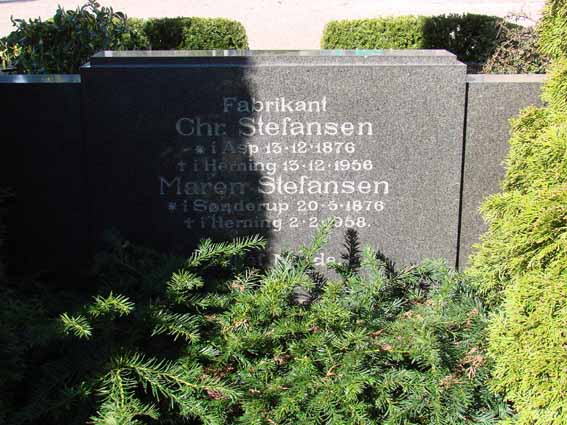 Fabrikant
Chr. Stefansen
* i Asp 13-12-1876
† i Herning 13-12-1956
Maren Stefansen
* i Sønderup 20-5-1876
† i Herning 2-2-1958.